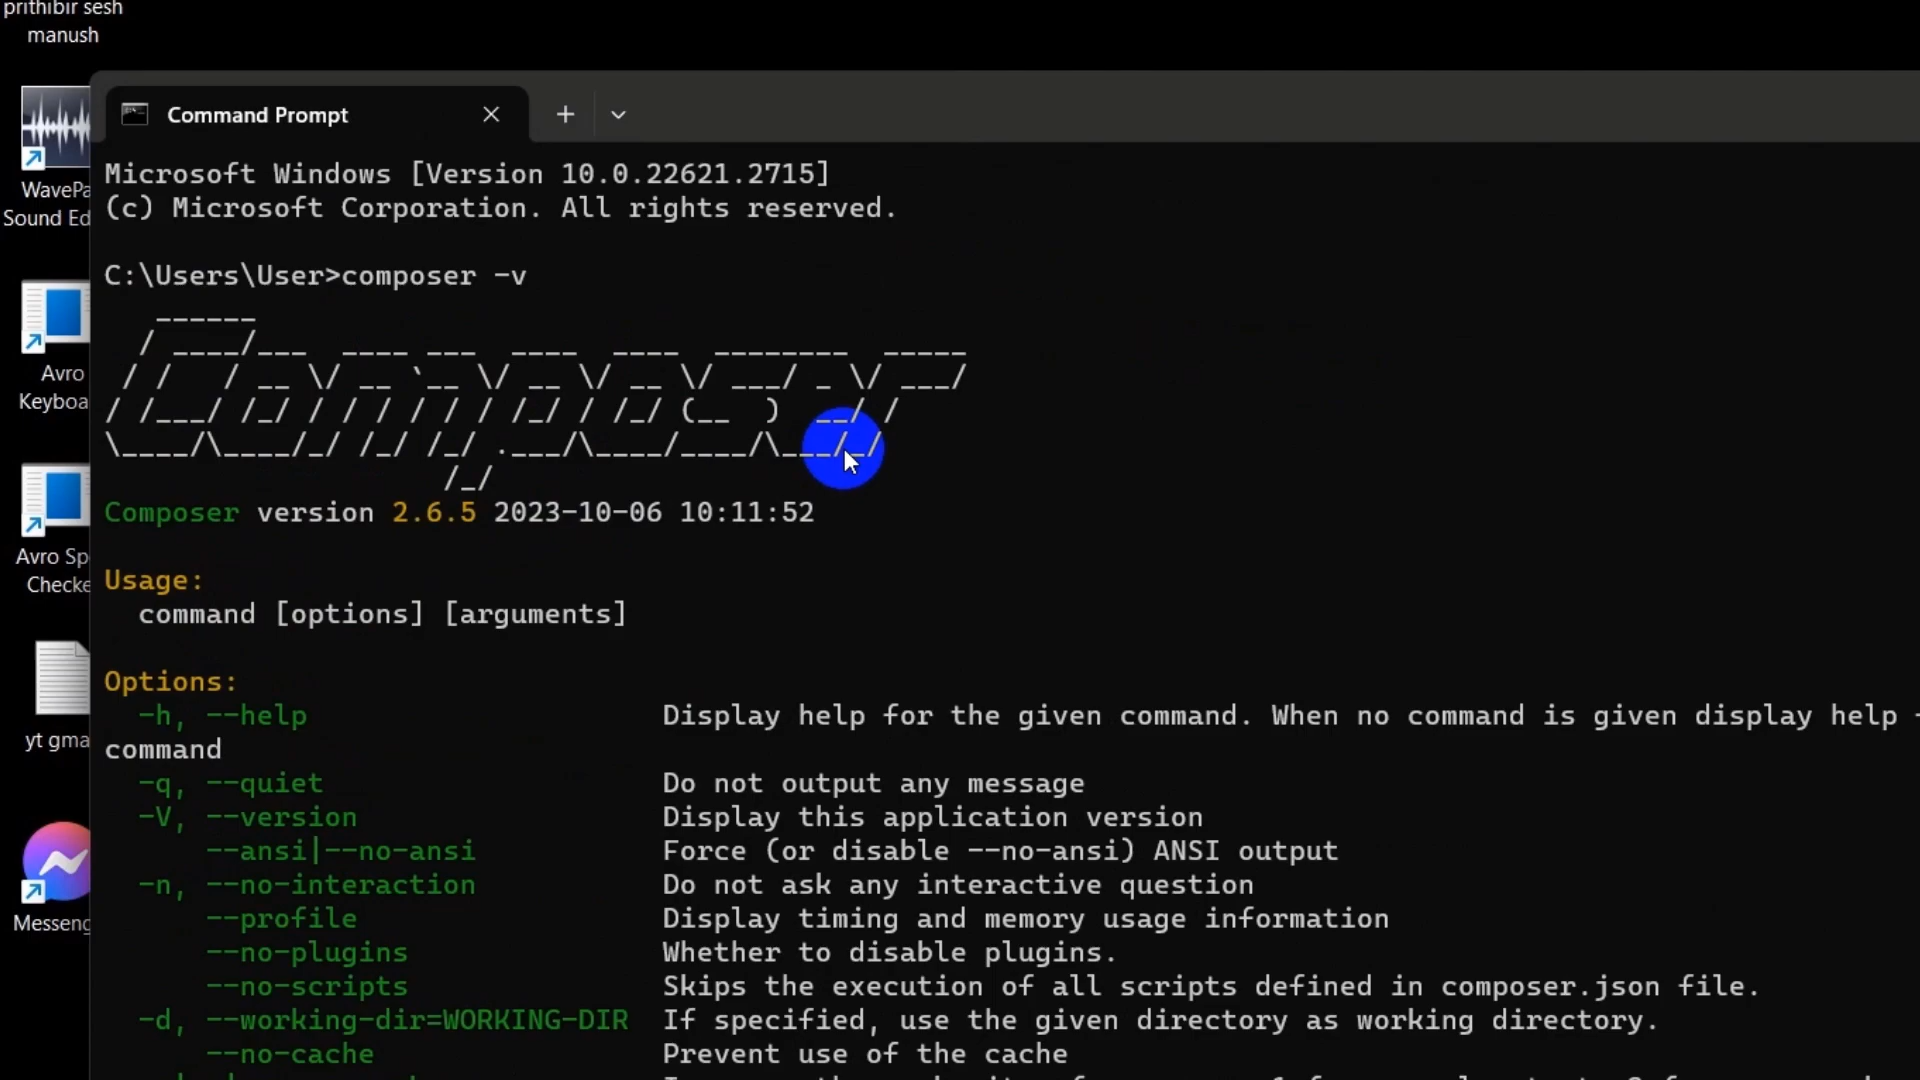 prithibir sesh
manush
Command Prompt
Microsoft Windows [Version 10.0.22621.2715]
(c) Microsoft Corporation. All rights reserved.
C:\Users\User>composer -v
Composer
Composer version 2.6.5 2023-10-06 10:11:52
Usage:
command [options] [arguments]
Options:
-h, --help Display help for the given command. When no command is given display help
command
-q, --quiet Do not output any message
-V, --version Display this application version
--ansi|--no-ansi Force (or disable --no-ansi) ANSI output
-n, --no-interaction Do not ask any interactive question
--profile Display timing and memory usage information
--no-plugins Whether to disable plugins.
--no-scripts Skips the execution of all scripts defined in composer.json file.
-d, --working-dir=WORKING-DIR If specified, use the given directory as working directory.
--no-cache Prevent use of the cache
WavePa
Sound Ed
Avro
Keyboa
Avro Sp
Checke
yt gma
Messeng